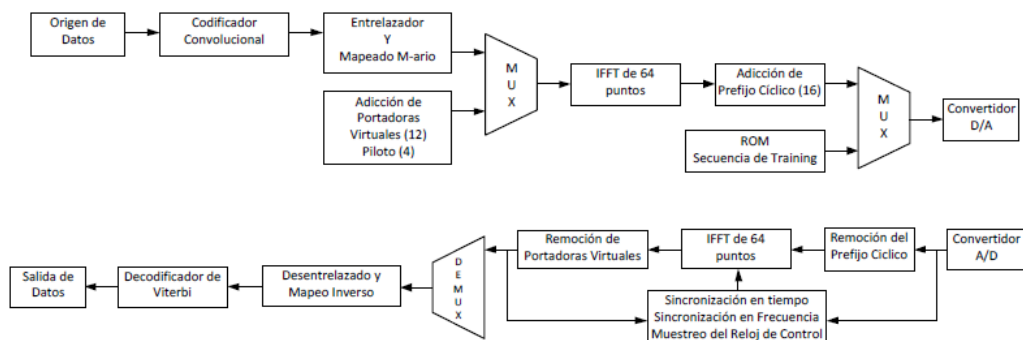 Origen de
Datos
Codificador
Convolucional
Entrelazador
Y
Mapeado M-ario
Adicción de
Portadoras
Virtuales (12)
Piloto (4)
M
U
X
IFFT de 64
puntos
Adicción de
Prefijo Cíclico (16)
ROM
Secuencia de Training
M
U
X
Convertidor
D/A
Salida de
Datos
Decodificador de
Viterbi
Desentrelazado y
Mapeo Inverso
D
E
M
U
X
Remoción de
Portadoras Virtuales
IFFT de 64
puntos
Remoción del
Prefijo Ciclico
Convertidor
A/D
Sincronización en tiempo
Sincronización en Frecuencia
Muestreo del Reloj de Control